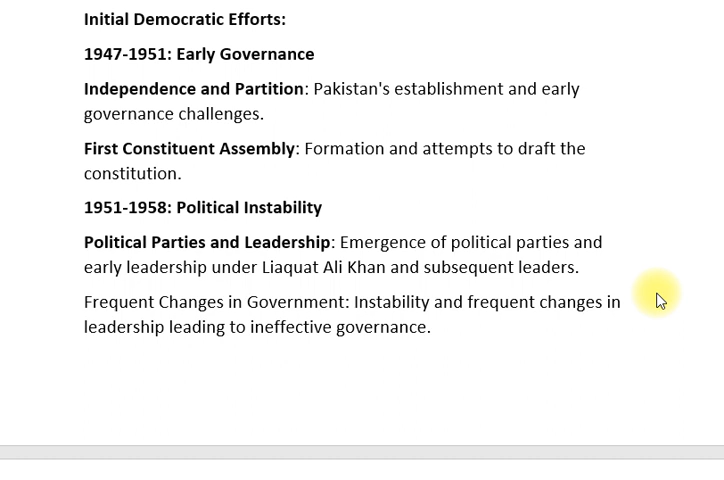 Initial Democratic Efforts:
1947-1951: Early Governance
Independence and Partition: Pakistan's establishment and early
governance challenges.
First Constituent Assembly: Formation and attempts to draft the
constitution.
1951-1958: Political Instability
Political Parties and Leadership: Emergence of political parties and
early leadership under Liaquat Ali Khan and subsequent leaders.
Frequent Changes in Government: Instability and frequent changes in
leadership leading to ineffective governance.